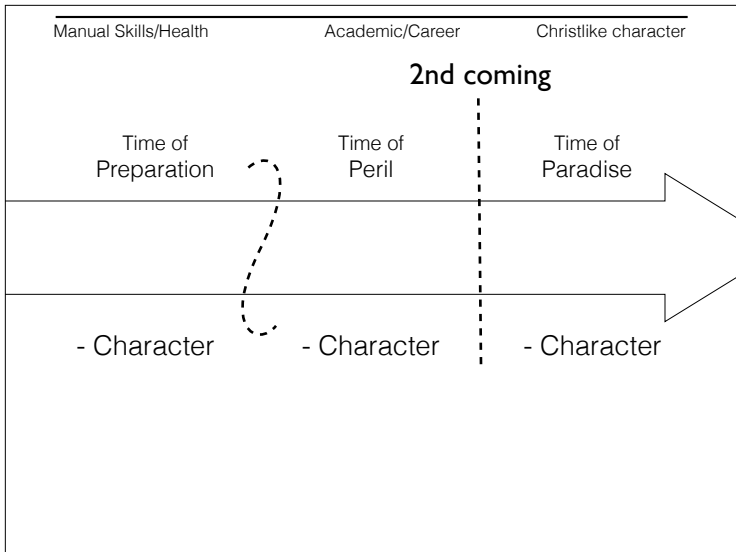 Manual Skills/Health Academic/Career Christlike character
2nd coming
Time of Preparation
Time of Peril
Time of Paradise
- Character - Character - Character